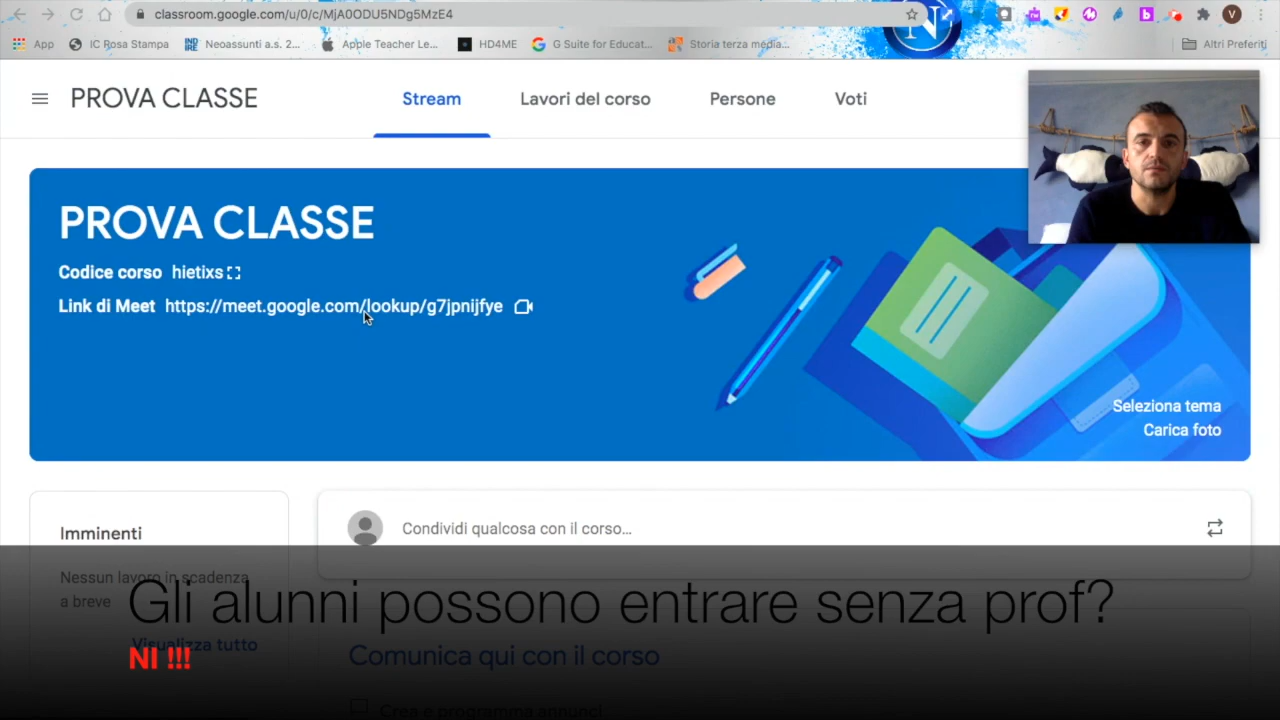 classroom.google.com/u/0/c/MjA0ODU5NDg5MzE4
V
App IC Rosa Stampa Neoassunti a.s. 2... Apple Teacher Le... HD4ME G Suite for Educat... Storia terza media... Altri Preferiti
PROVA CLASSE Stream Lavori del corso Persone Voti
PROVA CLASSE
Codice corso hietixs
Link di Meet https://meet.google.com/lookup/g7jpnijfye
Seleziona tema
Carica foto
Imminenti
Nessun lavoro in scadenza
a breve
Visualizza tutto
Condividi qualcosa con il corso...
Comunica qui con il corso
Crea e programma annunci
Gli alunni possono entrare senza prof?
NI !!!